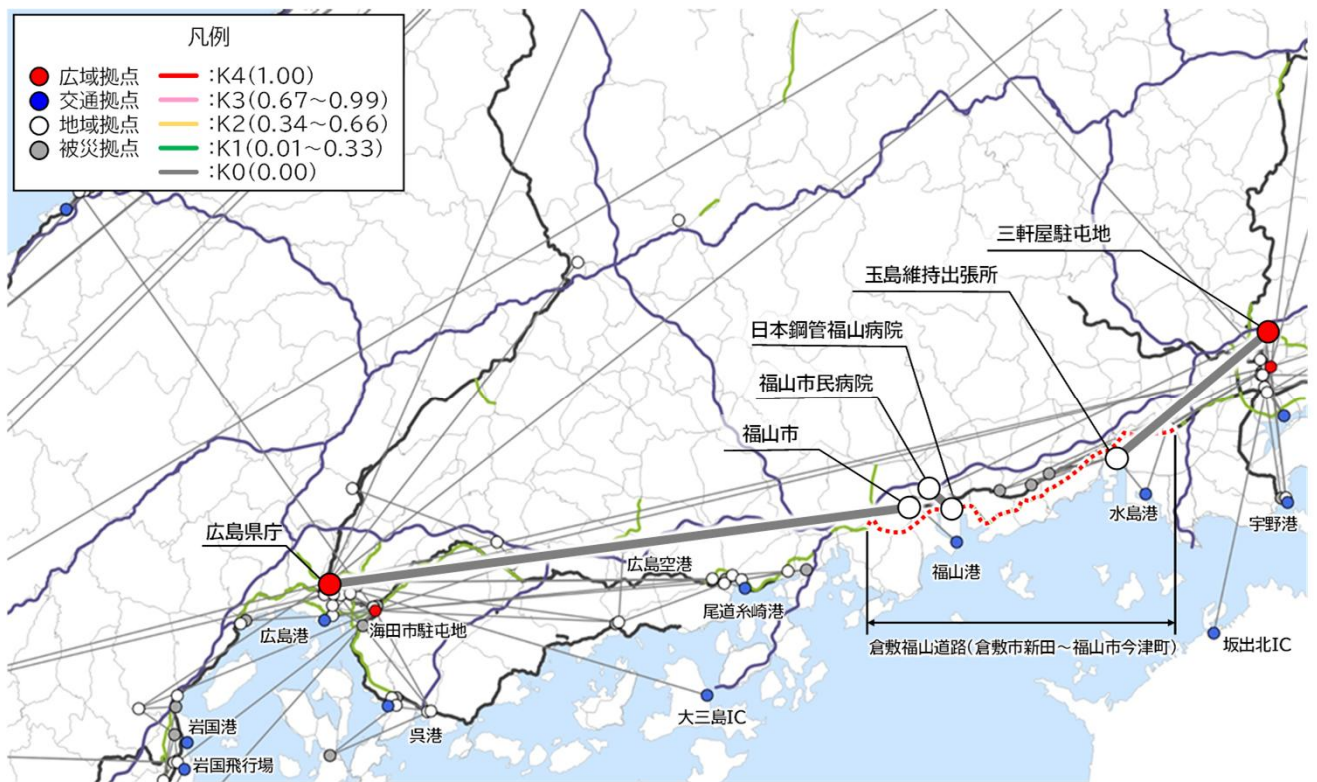 凡例
広域拠点 :K4(1.00)
交通拠点 :K3(0.67～0.99)
地域拠点 :K2(0.34～0.66)
被災拠点 :K1(0.01～0.33)
:K0(0.00)
三軒屋駐屯地
玉島維持出張所
日本鋼管福山病院
福山市民病院
福山市
広島県庁
水島港
宇野港
広島空港
福山港
尾道糸崎港
広島港
海田市駐屯地
倉敷福山道路(倉敷市新田～福山市今津町)
坂出北IC
大三島IC
岩国港
呉港
岩国飛行場